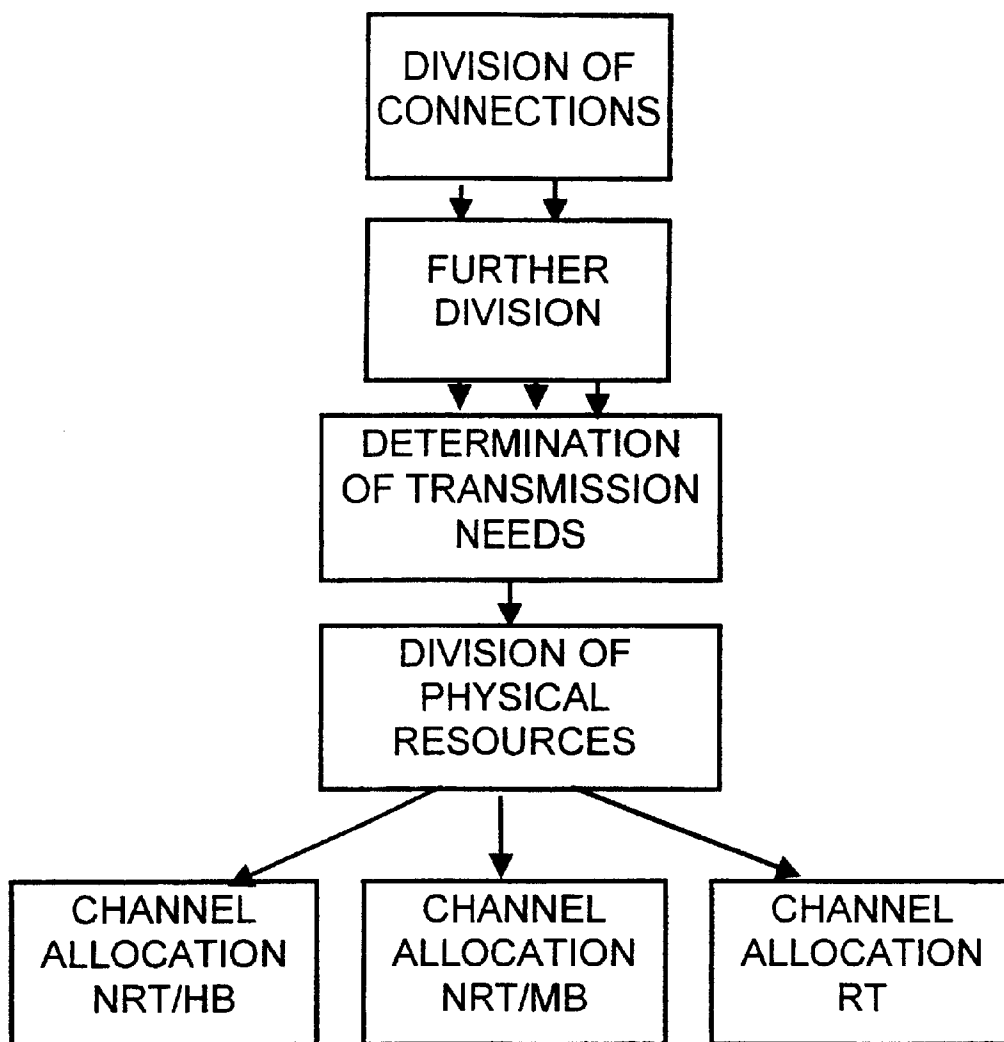 DIVISION OF
CONNECTIONS
FURTHER
DIVISION
DETERMINATION
OF TRANSMISSION
NEEDS
DIVISION OF
PHYSICAL
RESOURCES
CHANNEL
ALLOCATION
NRT/HB
CHANNEL
ALLOCATION
NRT/MB
CHANNEL
ALLOCATION
RT